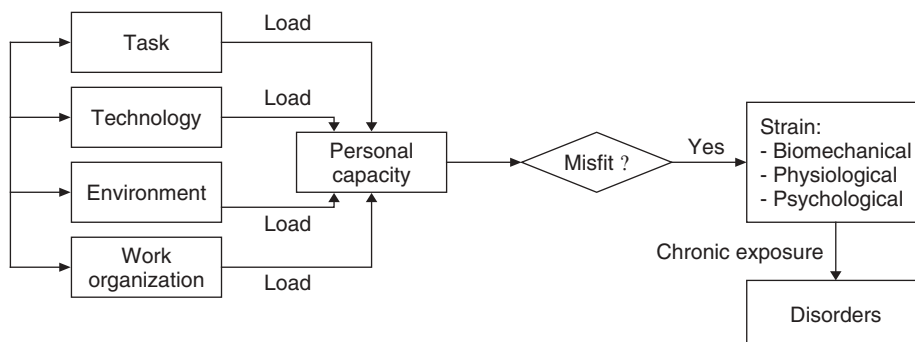 Task
Load
Technology
Load
Environment
Load
Work
organization
Load
Personal
capacity
Misfit ?
Yes
Strain:
- Biomechanical
- Physiological
- Psychological
Chronic exposure
Disorders